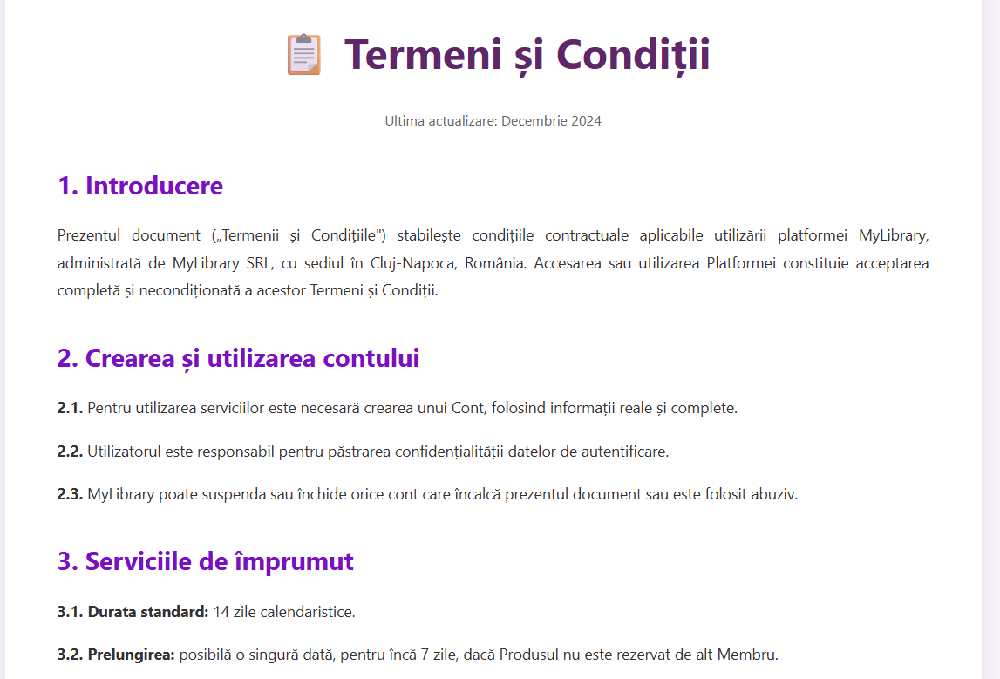 Termeni și Condiții
Ultima actualizare: Decembrie 2024
1. Introducere
Prezentul document („Termenii și Condițiile") stabilește condițiile contractuale aplicabile utilizării platformei MyLibrary,
administrată de MyLibrary SRL, cu sediul în Cluj-Napoca, România. Accesarea sau utilizarea Platformei constituie acceptarea
completă și necondiționată a acestor Termeni și Condiții.
2. Crearea și utilizarea contului
2.1. Pentru utilizarea serviciilor este necesară crearea unui Cont, folosind informații reale și complete.
2.2. Utilizatorul este responsabil pentru păstrarea confidențialității datelor de autentificare.
2.3. MyLibrary poate suspenda sau închide orice cont care încalcă prezentul document sau este folosit abuziv.
3. Serviciile de împrumut
3.1. Durata standard: 14 zile calendaristice.
3.2. Prelungirea: posibilă o singură dată, pentru încă 7 zile, dacă Produsul nu este rezervat de alt Membru.